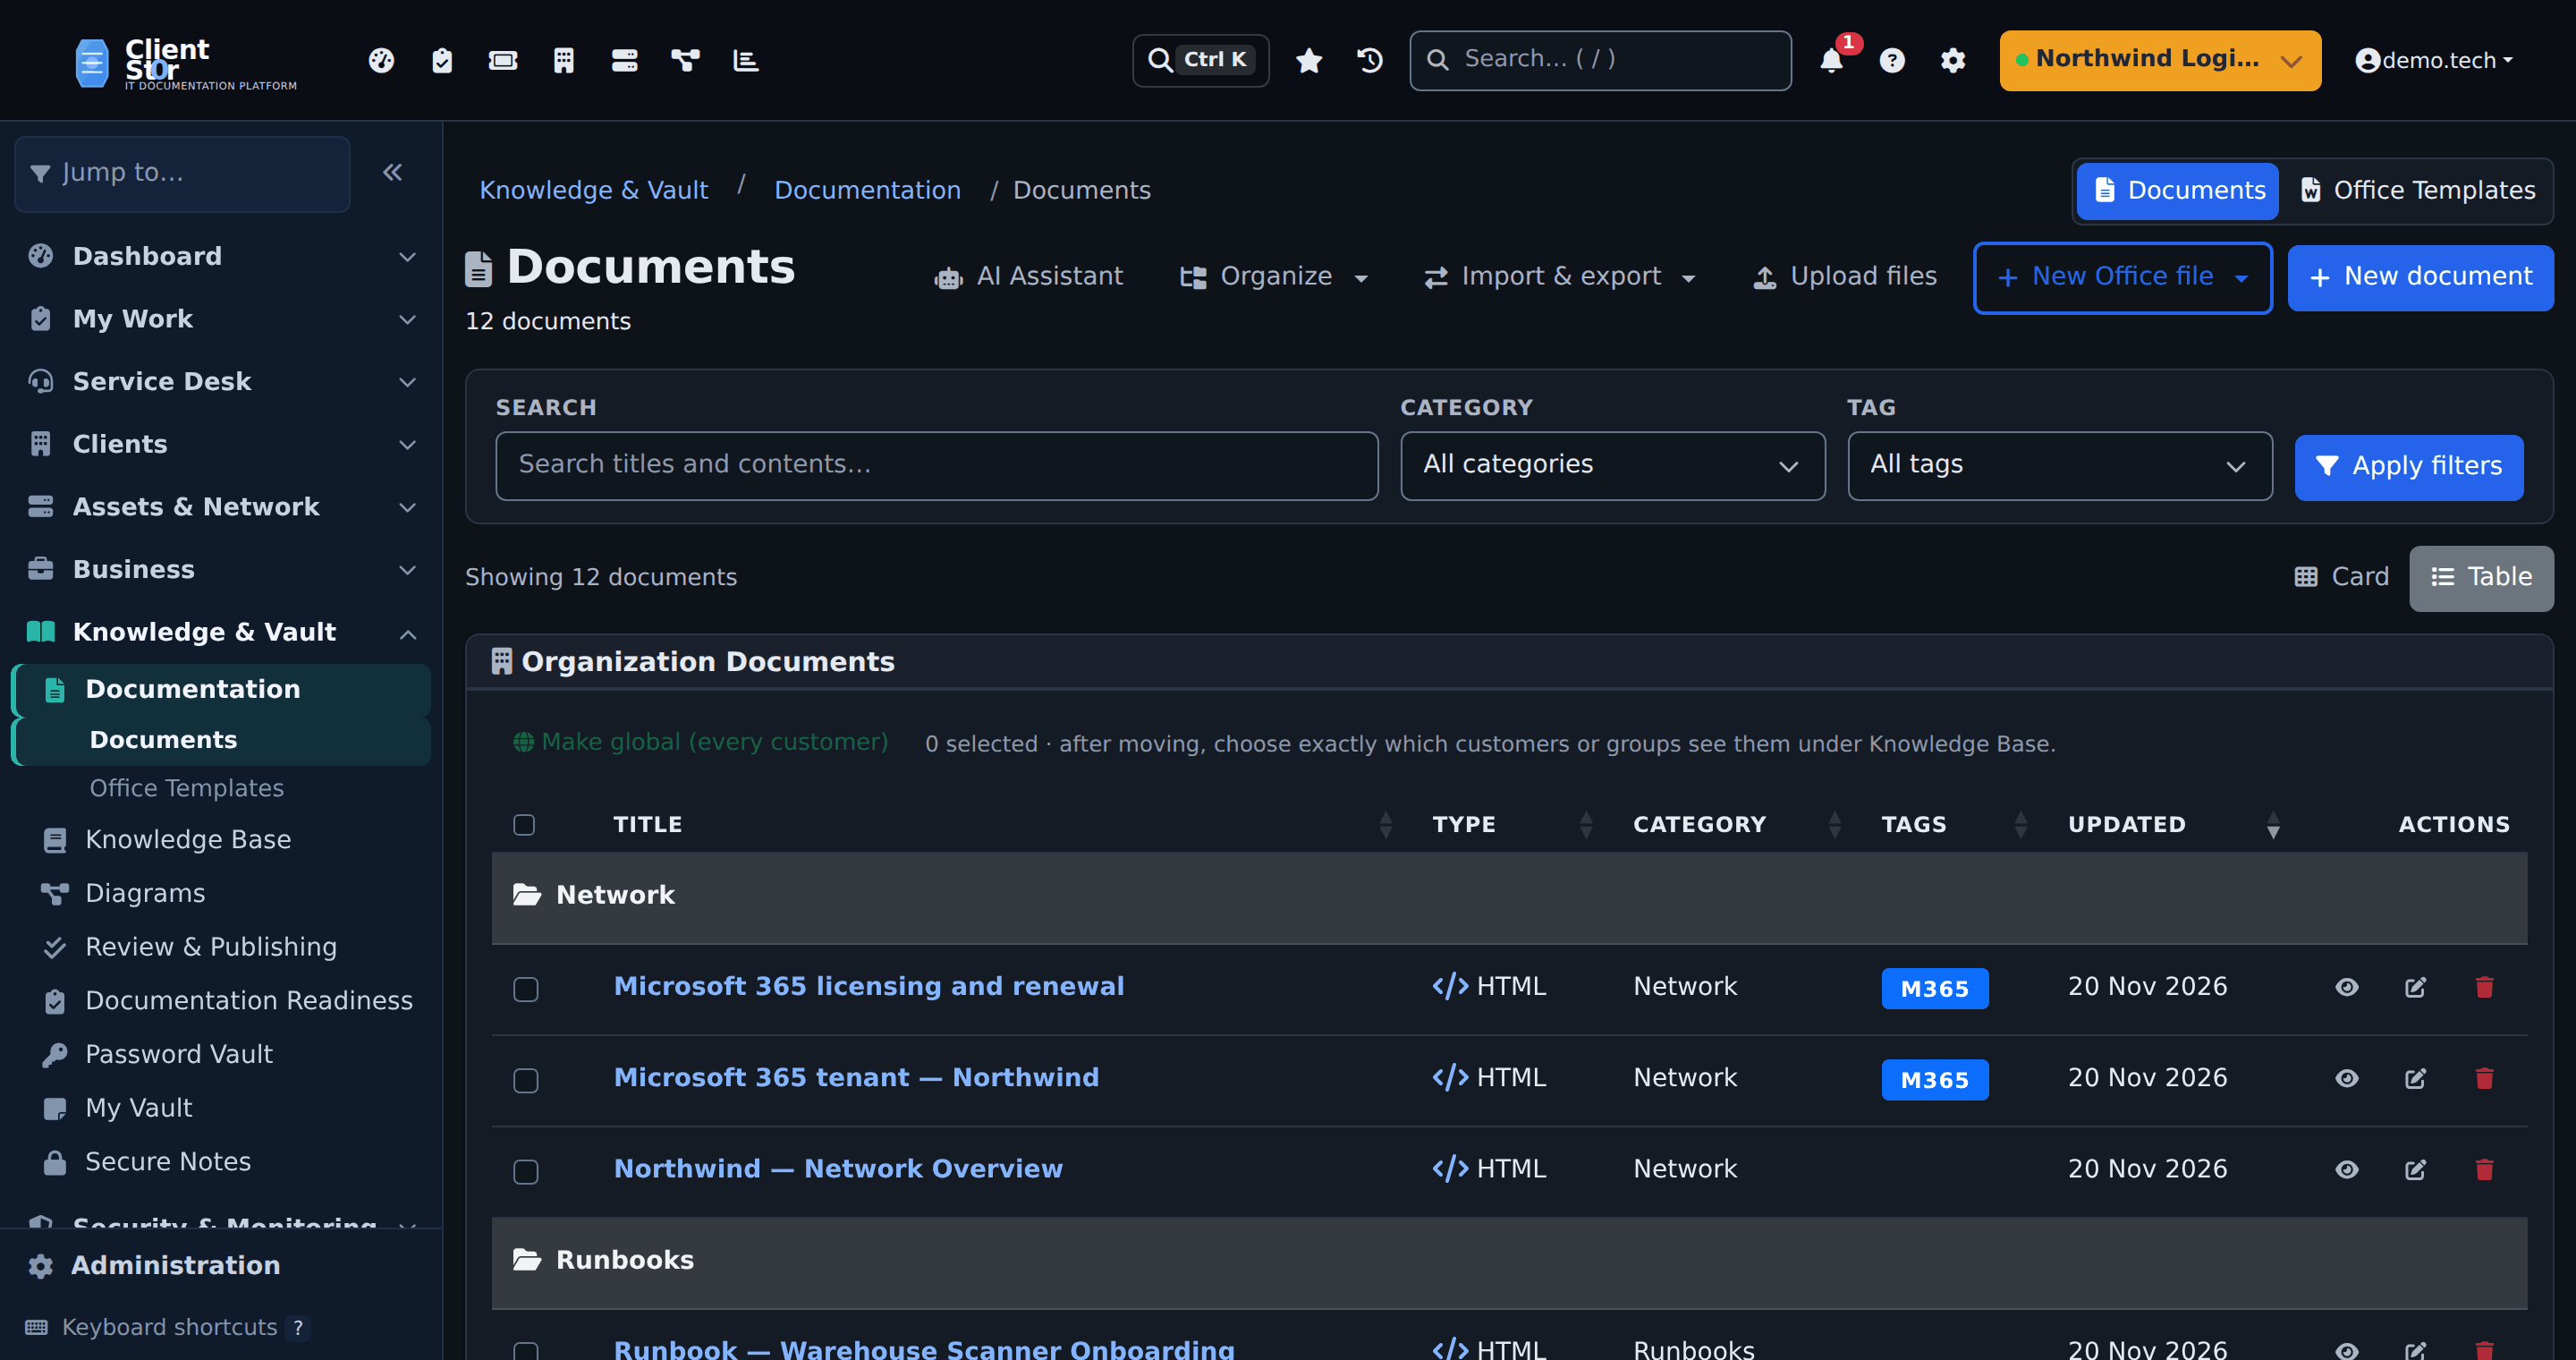 Client
St0r
IT DOCUMENTATION PLATFORM
Ctrl K
Search... ( / )
1
Northwind Logi...
demo.tech
Jump to...
Dashboard
My Work
Service Desk
Clients
Assets & Network
Business
Knowledge & Vault
Documentation
Documents
Office Templates
Knowledge Base
Diagrams
Review & Publishing
Documentation Readiness
Password Vault
My Vault
Secure Notes
Security & Monitoring
Administration
Keyboard shortcuts ?
Knowledge & Vault / Documentation / Documents
Documents
Office Templates
Documents
12 documents
AI Assistant
Organize
Import & export
Upload files
+ New Office file
+ New document
SEARCH
Search titles and contents...
CATEGORY
All categories
TAG
All tags
Apply filters
Showing 12 documents
Card
Table
Organization Documents
Make global (every customer)
0 selected · after moving, choose exactly which customers or groups see them under Knowledge Base.
TITLE TYPE CATEGORY TAGS UPDATED ACTIONS
Network
Microsoft 365 licensing and renewal HTML Network M365 20 Nov 2026
Microsoft 365 tenant — Northwind HTML Network M365 20 Nov 2026
Northwind — Network Overview HTML Network 20 Nov 2026
Runbooks
Runbook — Warehouse Scanner Onboarding HTML Runbooks 20 Nov 2026